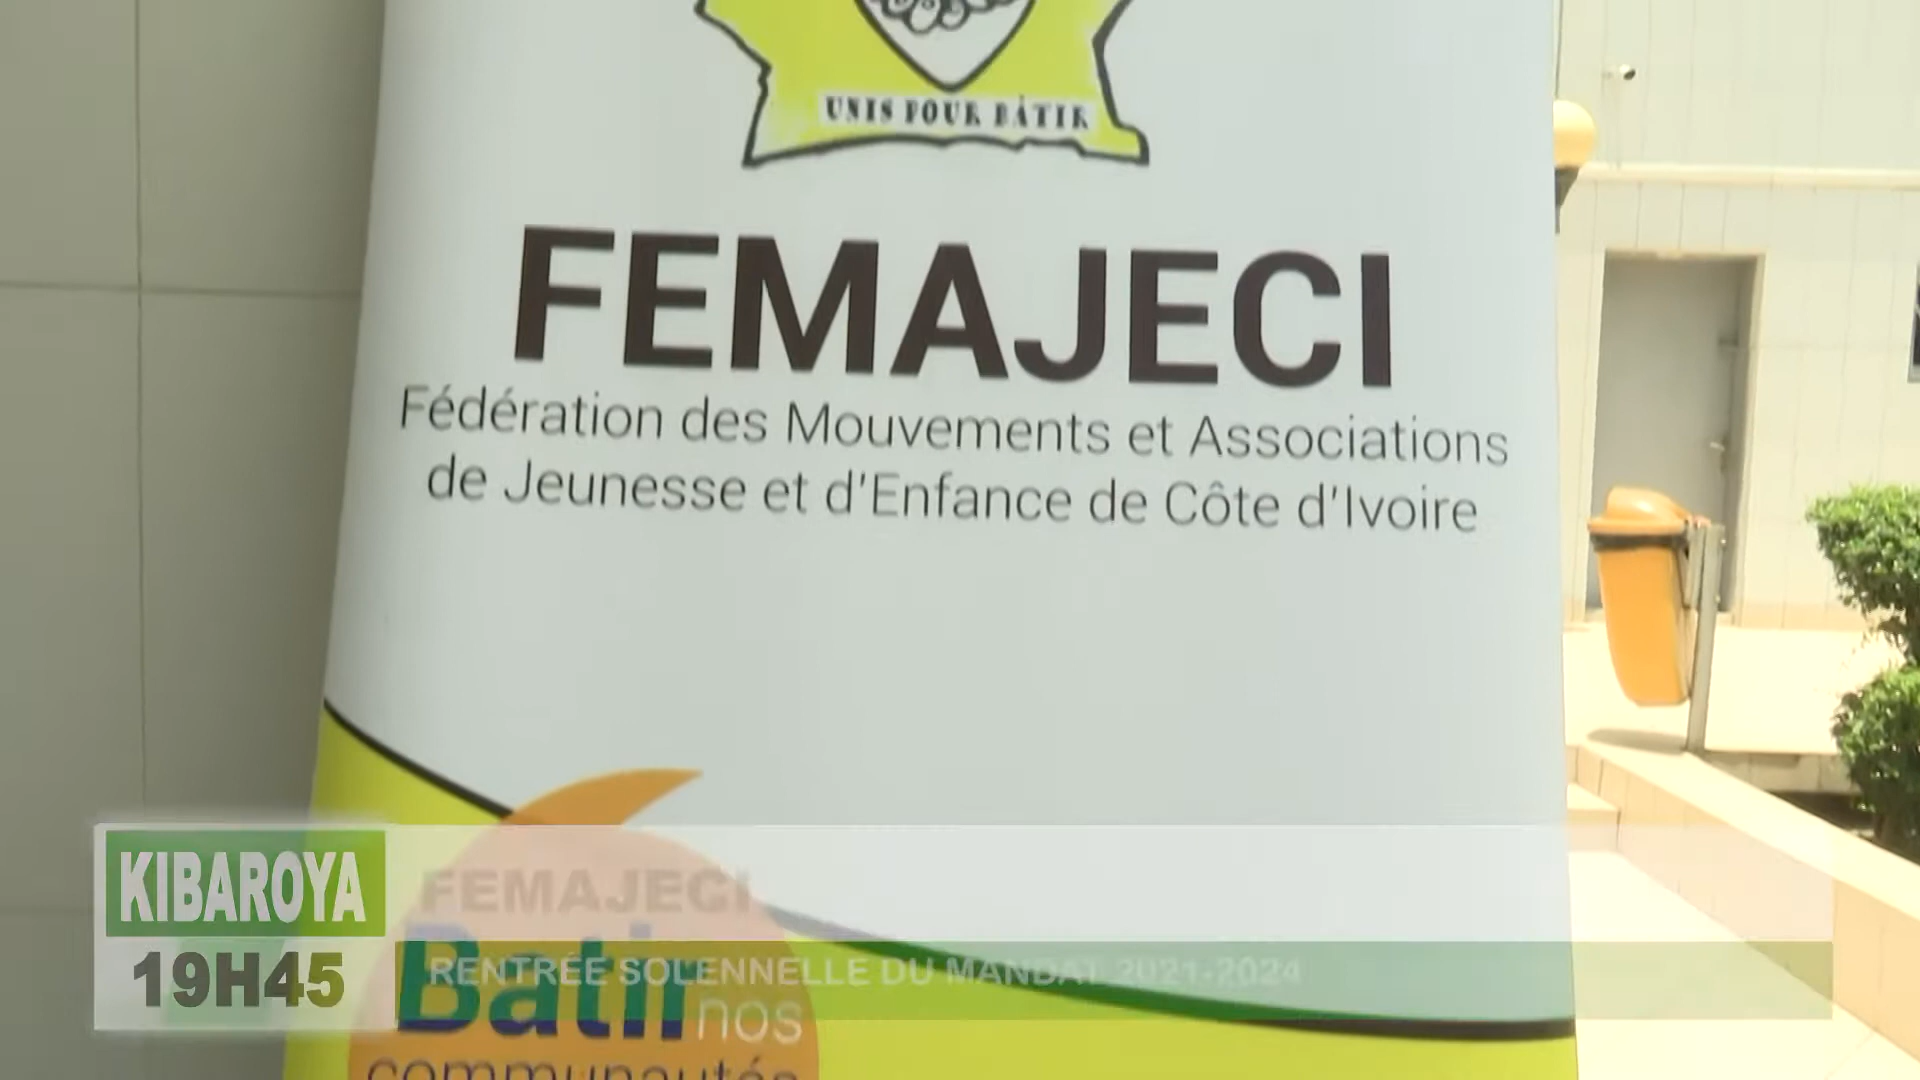 UNIS POUR BÂTIR
FEMAJECI
Fédération des Mouvements et Associations
de Jeunesse et d'Enfance de Côte d'Ivoire
KIBAROYA
19H45
FEMAJECI
RENTRÉE SOLENNELLE DU MANDAT 2021-2024
Batir
nos
communautés